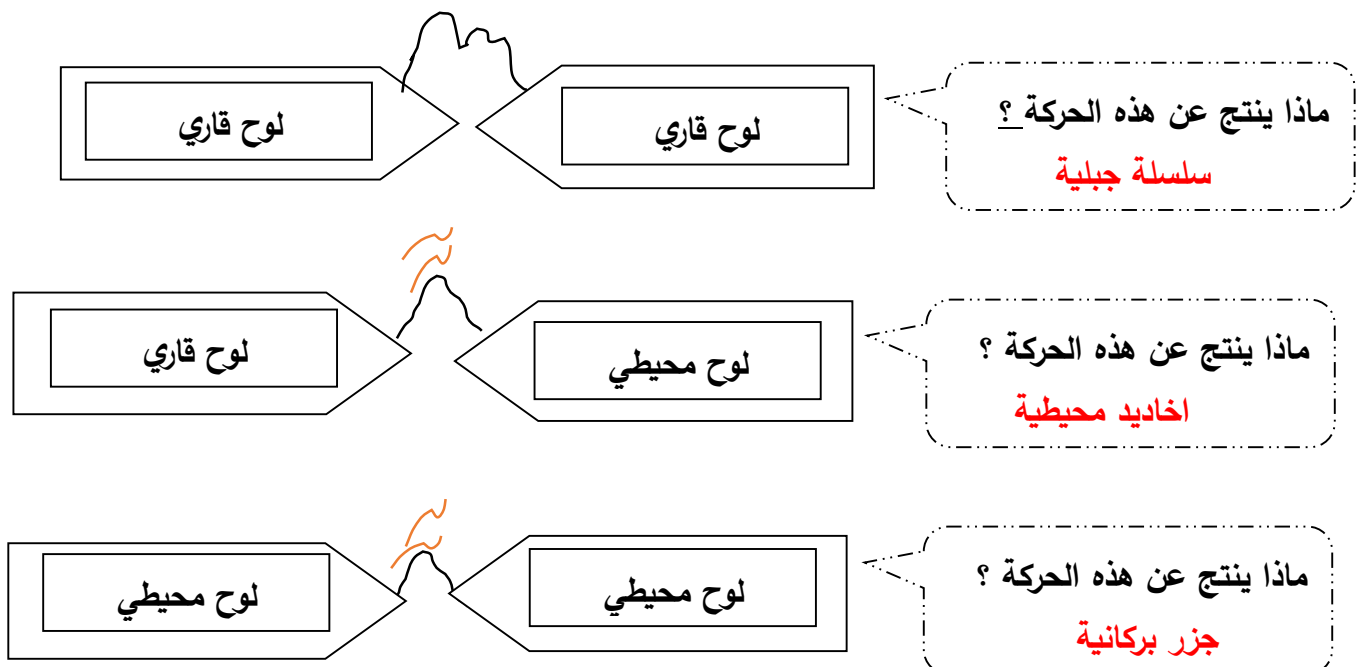 ماذا ينتج عن هذه الحركة ؟
سلسلة جبلية
لوح قاري
لوح قاري
ماذا ينتج عن هذه الحركة ؟
اخاديد محيطية
لوح محيطي
لوح قاري
ماذا ينتج عن هذه الحركة ؟
جزر بركانية
لوح محيطي
لوح محيطي